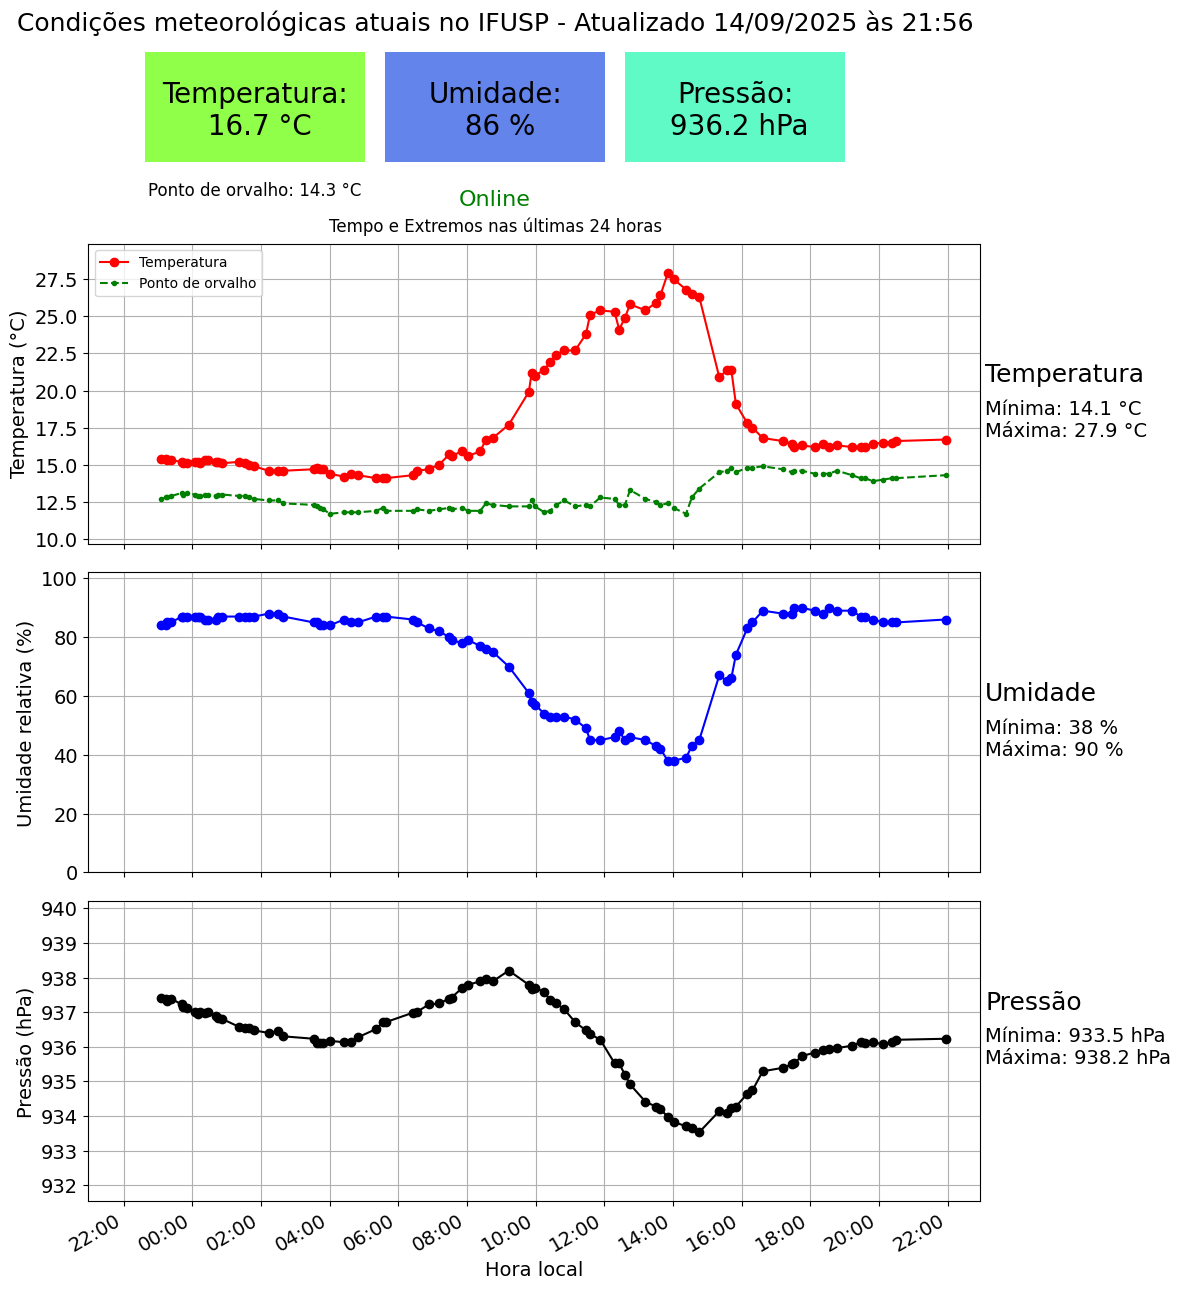 Condições meteorológicas atuais no IFUSP - Atualizado 14/09/2025 às 21:56
Temperatura:
16.7 °C
Umidade:
86 %
Pressão:
936.2 hPa
Ponto de orvalho: 14.3 °C
Online
Tempo e Extremos nas últimas 24 horas
Temperatura (°C)
27.5
25.0
22.5
20.0
17.5
15.0
12.5
10.0
Temperatura
Ponto de orvalho
Temperatura
Mínima: 14.1 °C
Máxima: 27.9 °C
Umidade relativa (%)
100
80
60
40
20
0
Umidade
Mínima: 38 %
Máxima: 90 %
Pressão (hPa)
940
939
938
937
936
935
934
933
932
Pressão
Mínima: 933.5 hPa
Máxima: 938.2 hPa
22:00
00:00
02:00
04:00
06:00
08:00
10:00
12:00
14:00
16:00
18:00
20:00
22:00
Hora local